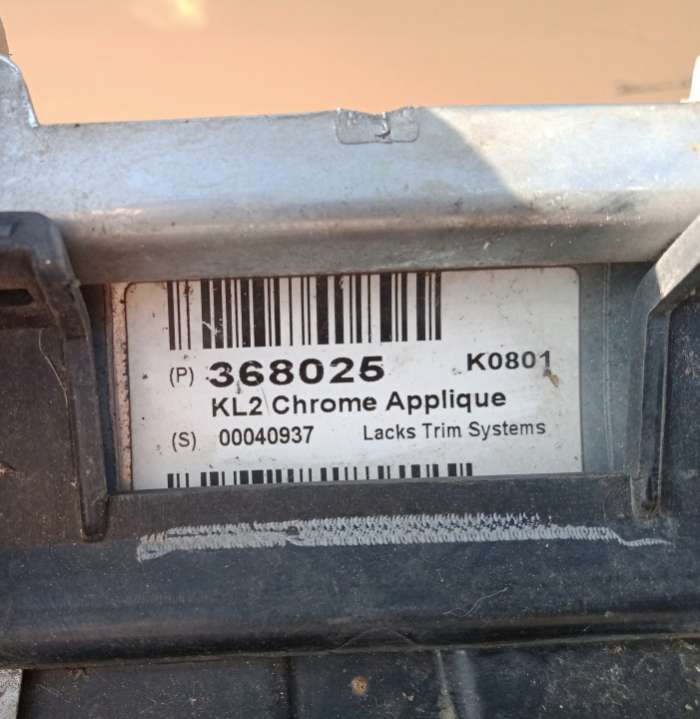 (P) 368025 K0801
KL2 Chrome Applique
(S) 00040937 Lacks Trim Systems